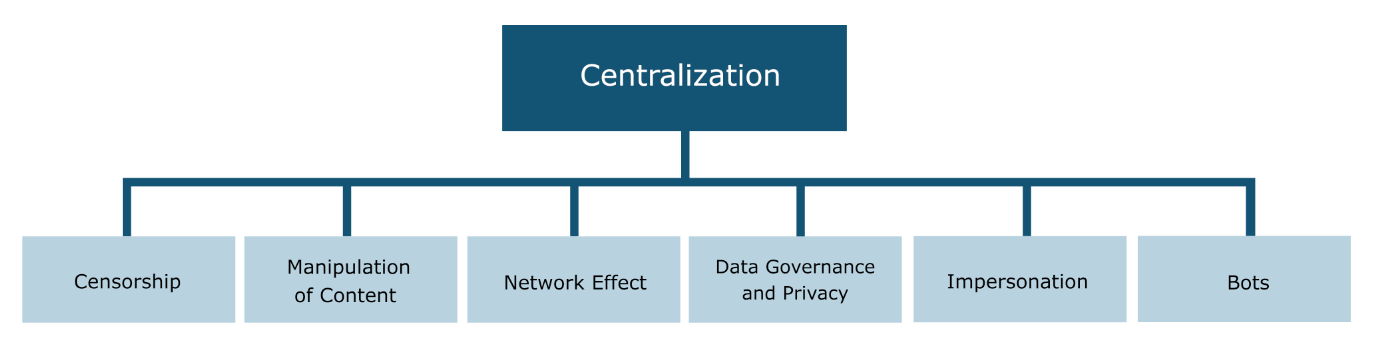 Centralization
Censorship
Manipulation
of Content
Network Effect
Data Governance
and Privacy
Impersonation
Bots